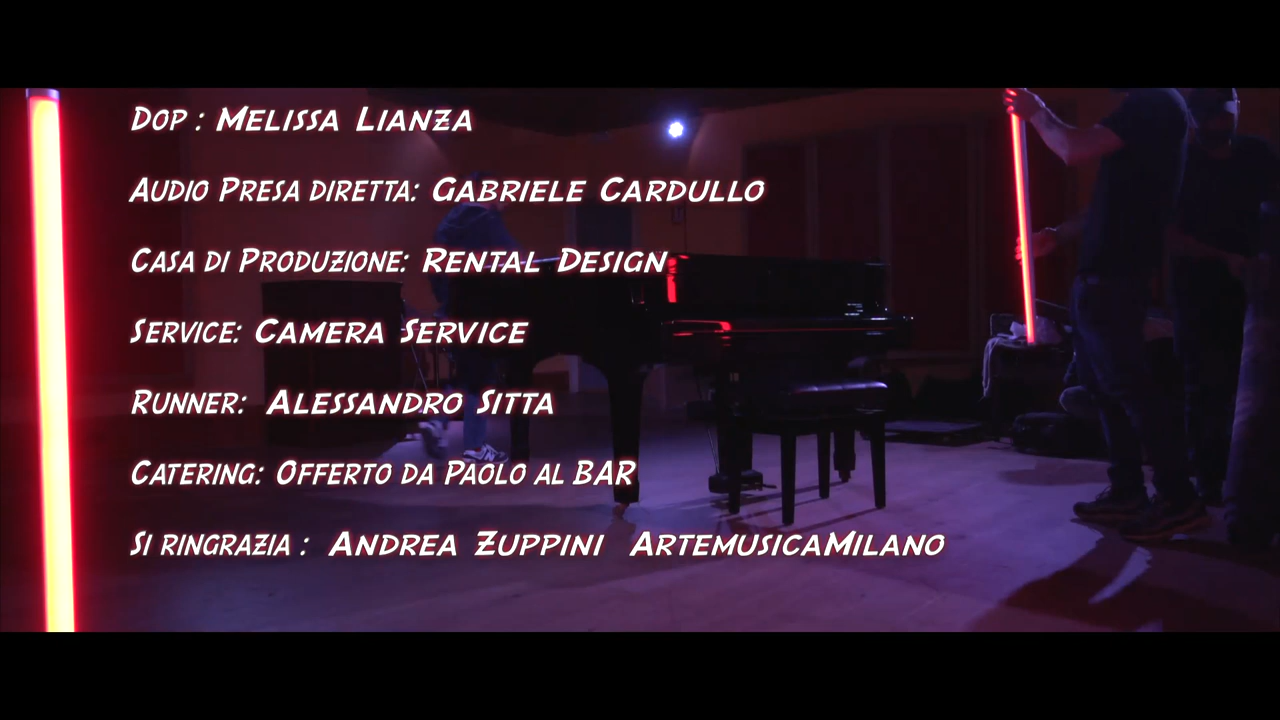 Dop : Melissa Lianza
Audio Presa diretta: Gabriele Cardullo
Casa di Produzione: Rental Design
Service: Camera Service
Runner: Alessandro Sitta
Catering: Offerto da Paolo al BAR
Si ringrazia : Andrea Zuppini ArtemusicaMilano